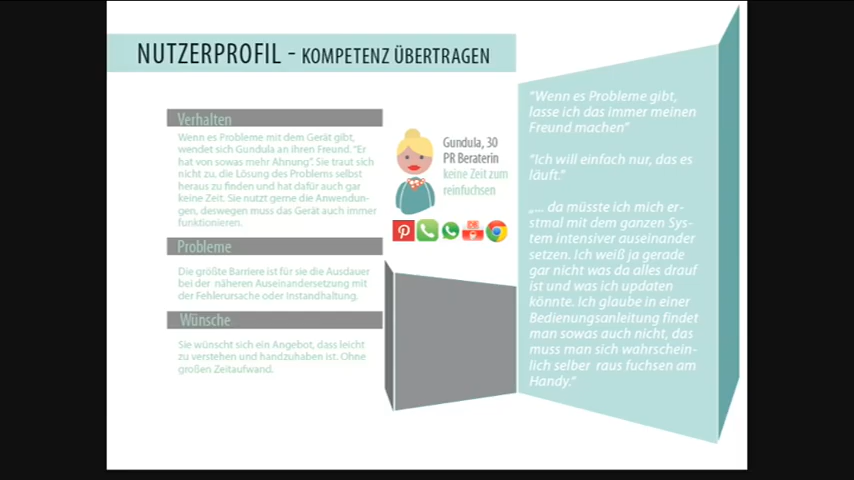 NUTZERPROFIL - KOMPETENZ ÜBERTRAGEN
Verhalten
Wenn es Probleme mit dem Gerät gibt,
wendet sich Gundula an ihren Freund. "Er
hat von sowas mehr Ahnung". Sie traut sich
nicht zu, die Lösung des Problems selbst
heraus zu finden und hat dafür auch gar
keine Zeit. Sie nutzt gerne die Anwendun-
gen, deswegen muss das Gerät auch immer
funktionieren.
Probleme
Die größte Barriere ist für sie die Ausdauer
bei der näheren Auseinandersetzung mit
der Fehlerursache oder Instandhaltung.
Wünsche
Sie wünscht sich ein Angebot, dass leicht
zu verstehen und handzuhaben ist. Ohne
großen Zeitaufwand.
Gundula, 30
PR Beraterin
keine Zeit zum
reinfuchsen
"Wenn es Probleme gibt,
lasse ich das immer meinen
Freund machen"
"Ich will einfach nur, das es
läuft."
„... da müsste ich mich er-
stmal mit dem ganzen Sys-
tem intensiver auseinander
setzen. Ich weiß ja gerade
gar nicht was da alles drauf
ist und was ich updaten
könnte. Ich glaube in einer
Bedienungsanleitung findet
man sowas auch nicht, das
muss man sich wahrschein-
lich selber raus fuchsen am
Handy."